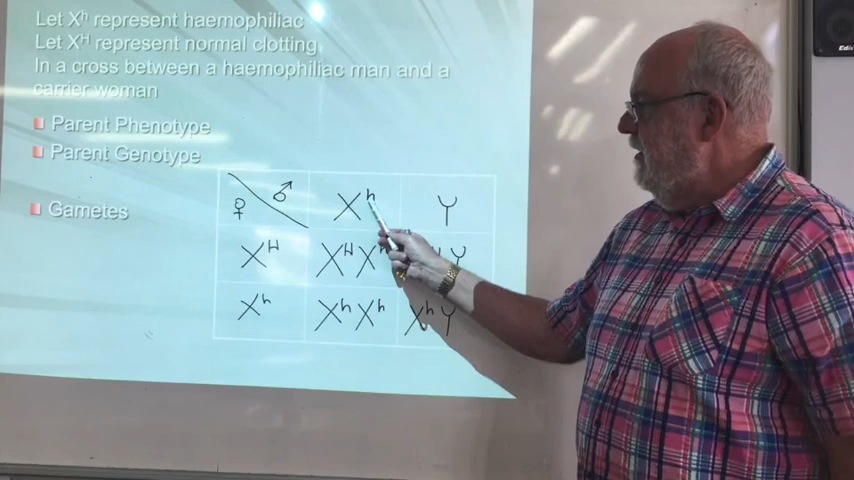 Let Xʰ represent haemophiliac
Let Xᴴ represent normal clotting
In a cross between a haemophiliac man and a
carrier woman
Parent Phenotype
Parent Genotype
Gametes
♀ ♂ Xʰ Y
Xᴴ XᴴX Y
Xʰ XʰXʰ XʰY